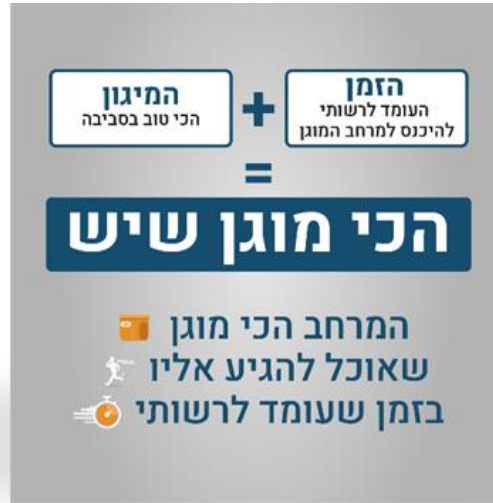 הזמן
העומד לרשותי
להיכנס למרחב המוגן
+
המיגון
הכי טוב בסביבה
=
הכי מוגן שיש
המרחב הכי מוגן
שאוכל להגיע אליו
בזמן שעומד לרשותי